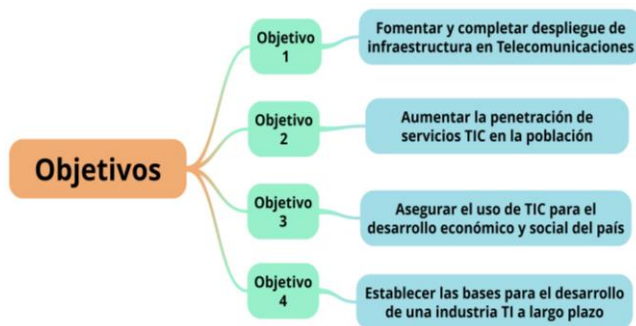 Objetivos
Objetivo
1
Fomentar y completar despliegue de
infraestructura en Telecomunicaciones
Objetivo
2
Aumentar la penetración de
servicios TIC en la población
Objetivo
3
Asegurar el uso de TIC para el
desarrollo económico y social del país
Objetivo
4
Establecer las bases para el desarrollo
de una industria TI a largo plazo